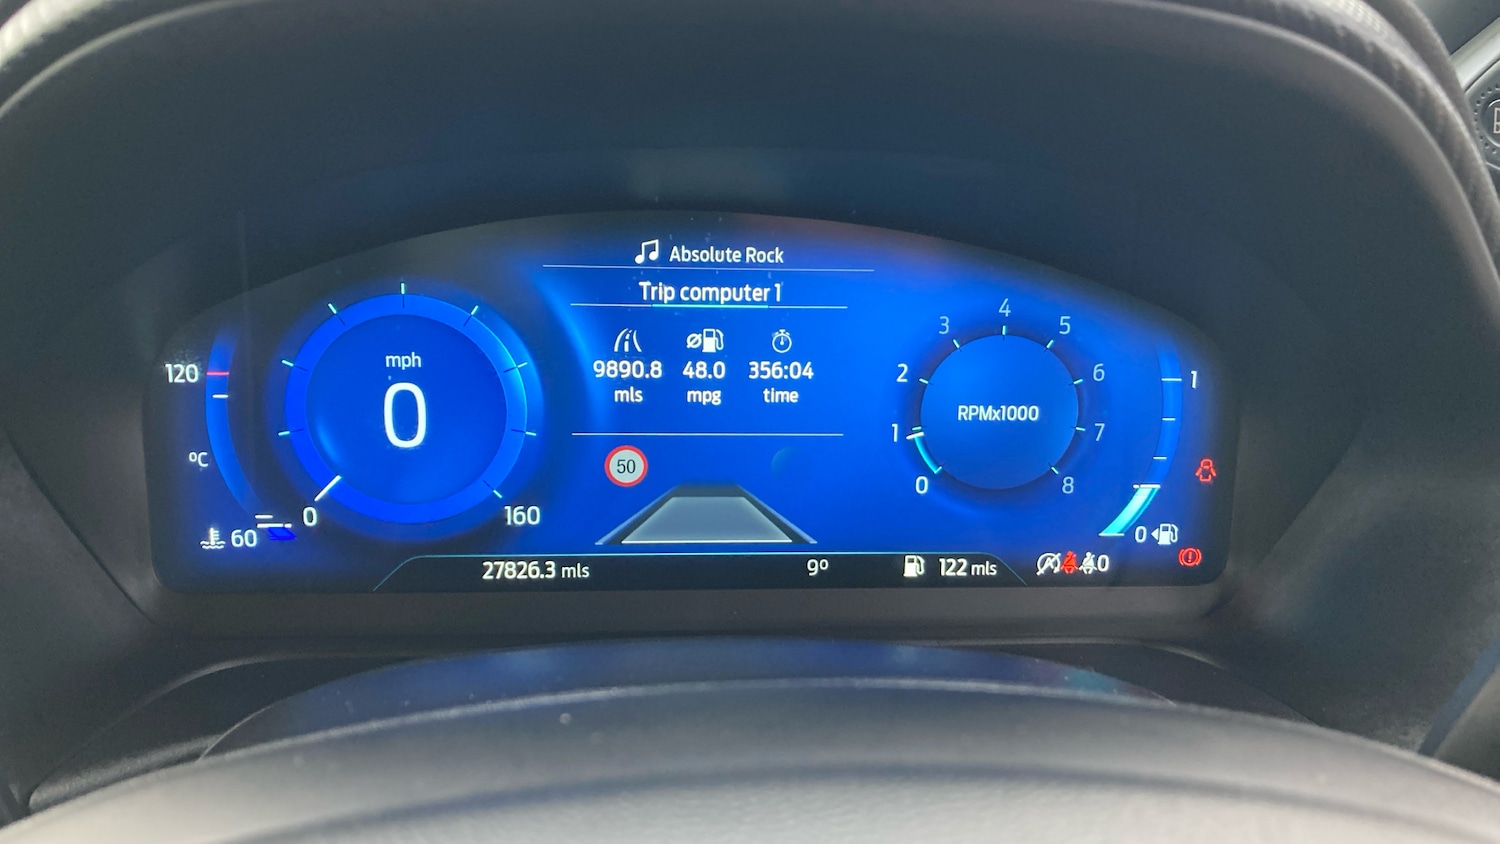 Absolute Rock
Trip computer 1
9890.8 48.0 356:04
mls mpg time
120
ºC
60
mph
0
0 160
50
RPMx1000
0 1 2 3 4 5 6 7 8
1
0
27826.3 mls 9º 122 mls
0